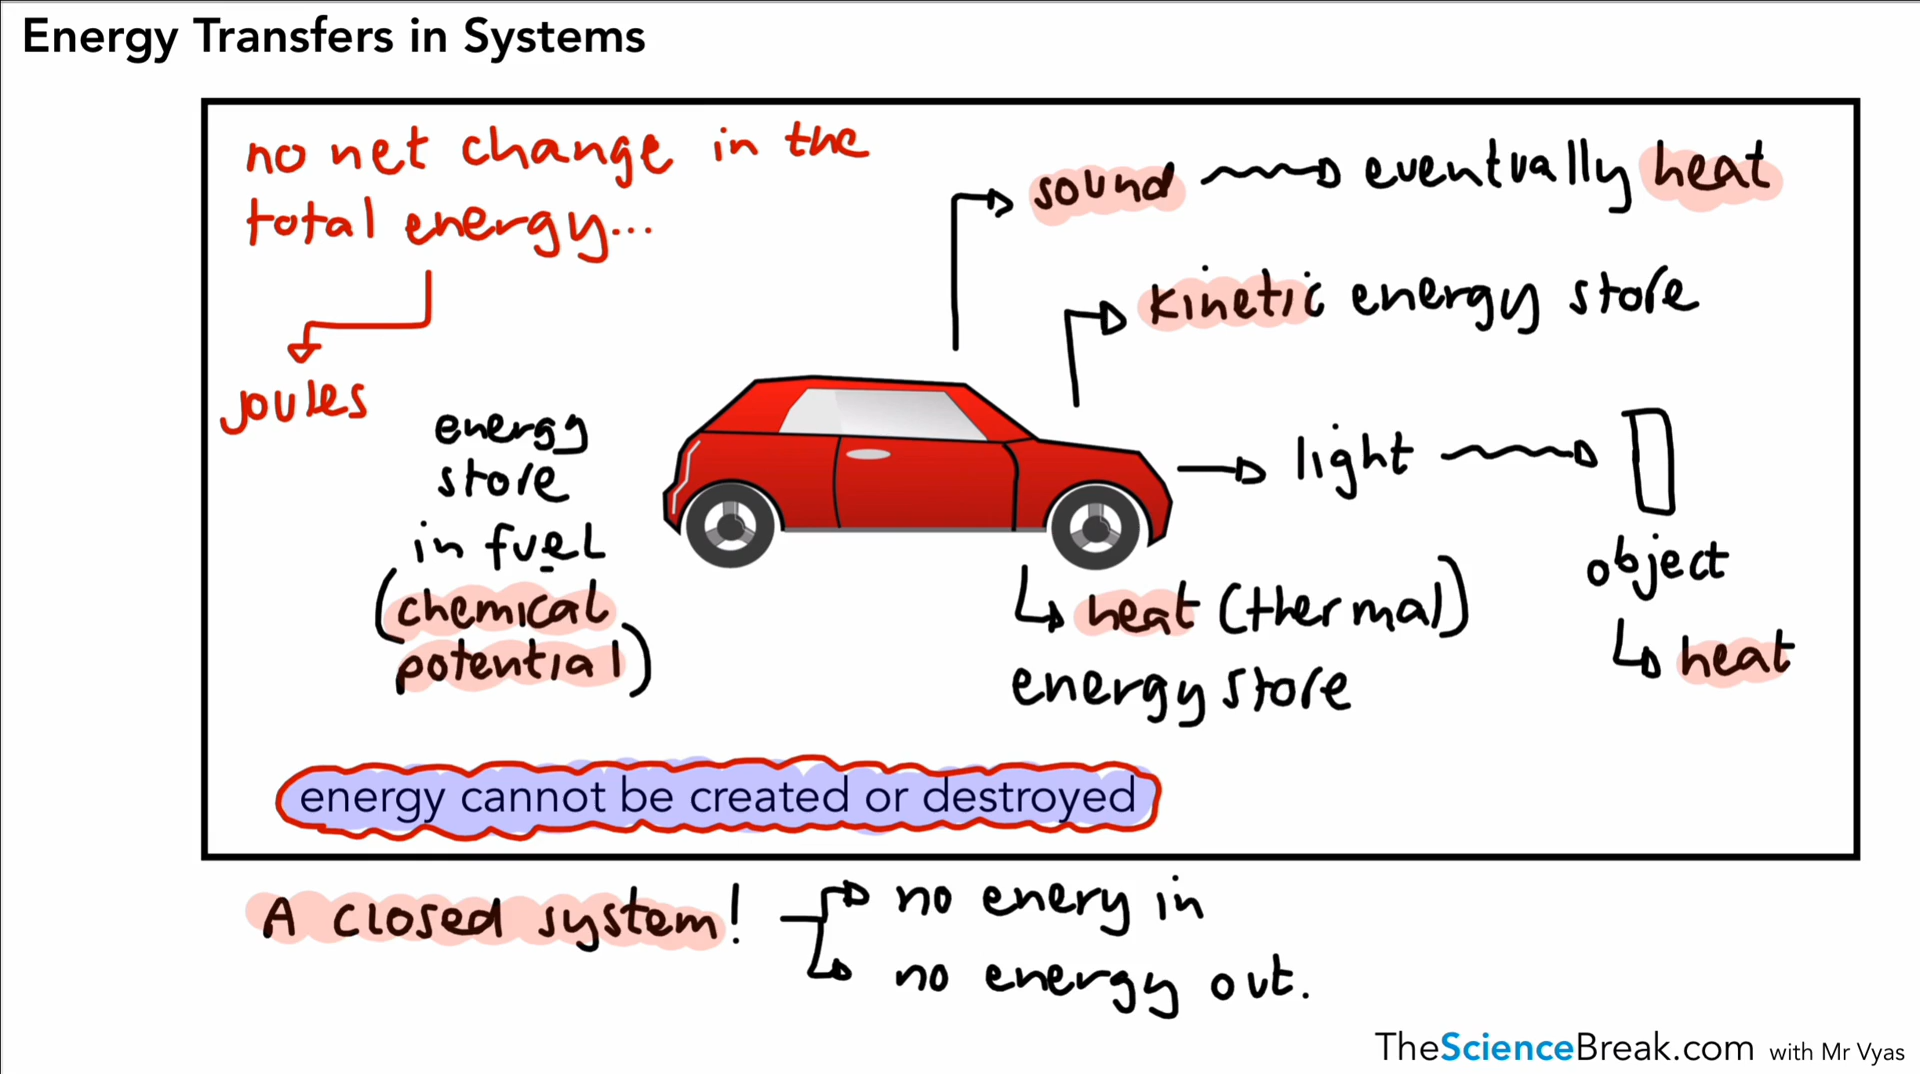 Energy Transfers in Systems
no net change in the
total energy...
Joules
energy
store
in fuel
(chemical
potential)
sound eventually heat
kinetic energy store
light
object
heat
heat (thermal)
energy store
energy cannot be created or destroyed
A closed system!
no enery in
no energy out.
TheScienceBreak.com with Mr Vyas